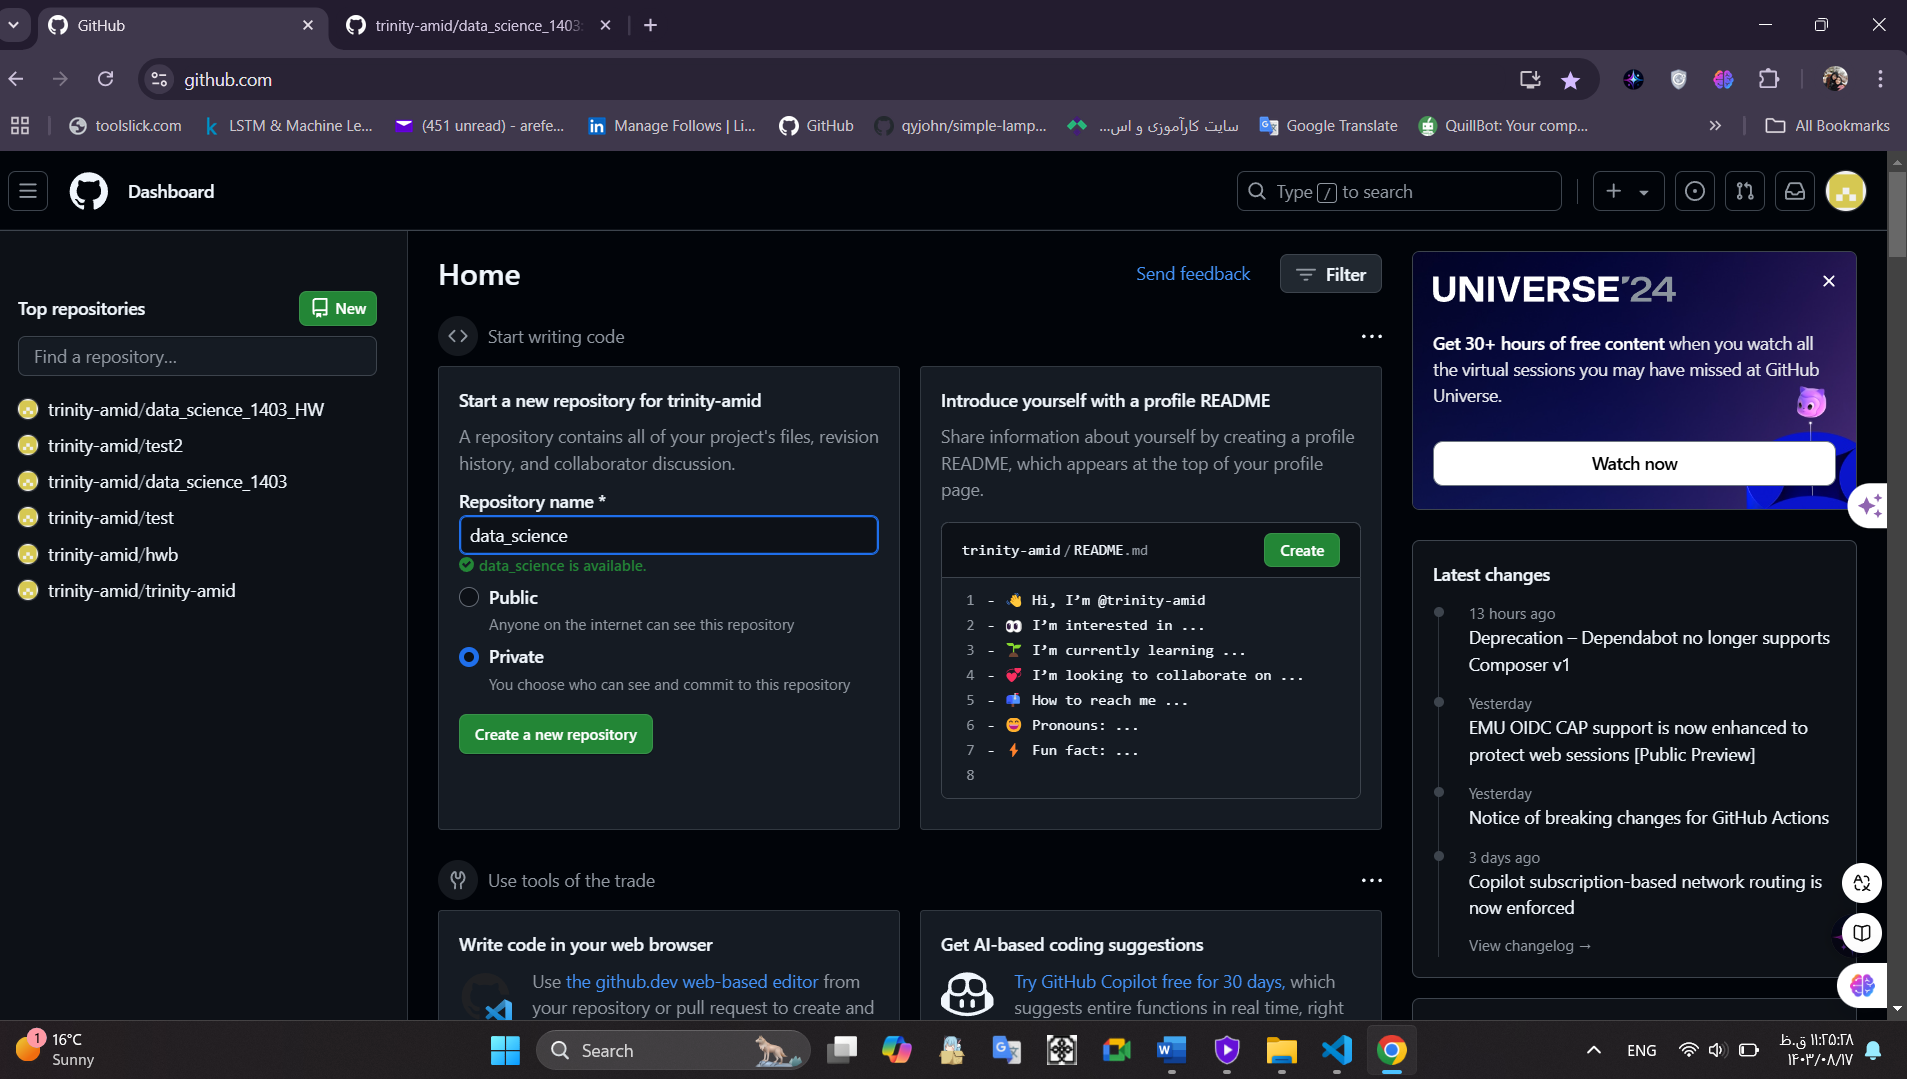 GitHub
trinity-amid/data_science_1403
github.com
toolslick.com
LSTM & Machine Le...
(451 unread) - arefe...
Manage Follows | Li...
GitHub
qyjohn/simple-lamp...
سایت کارآموزی و اس...
Google Translate
QuillBot: Your comp...
All Bookmarks
Dashboard
Type / to search
Top repositories
New
Find a repository...
trinity-amid/data_science_1403_HW
trinity-amid/test2
trinity-amid/data_science_1403
trinity-amid/test
trinity-amid/hwb
trinity-amid/trinity-amid
Home
Send feedback
Filter
Start writing code
Start a new repository for trinity-amid
A repository contains all of your project's files, revision
history, and collaborator discussion.
Repository name *
data_science
data_science is available.
Public
Anyone on the internet can see this repository
Private
You choose who can see and commit to this repository
Create a new repository
Introduce yourself with a profile README
Share information about yourself by creating a profile
README, which appears at the top of your profile
page.
trinity-amid / README.md
Create
1 - 👋 Hi, I’m @trinity-amid
2 - 👀 I’m interested in ...
3 - 🌱 I’m currently learning ...
4 - 💞️ I’m looking to collaborate on ...
5 - 📫 How to reach me ...
6 - 😄 Pronouns: ...
7 - ⚡ Fun fact: ...
8
Use tools of the trade
Write code in your web browser
Use the github.dev web-based editor from
your repository or pull request to create and
Get AI-based coding suggestions
Try GitHub Copilot free for 30 days, which
suggests entire functions in real time, right
UNIVERSE'24
Get 30+ hours of free content when you watch all
the virtual sessions you may have missed at GitHub
Universe.
Watch now
Latest changes
13 hours ago
Deprecation – Dependabot no longer supports
Composer v1
Yesterday
EMU OIDC CAP support is now enhanced to
protect web sessions [Public Preview]
Yesterday
Notice of breaking changes for GitHub Actions
3 days ago
Copilot subscription-based network routing is
now enforced
View changelog →
1
16°C
Sunny
Search
ENG
۱۱:۲۵:۲۸ ق.ظ
۱۴۰۳/۰۸/۱۷